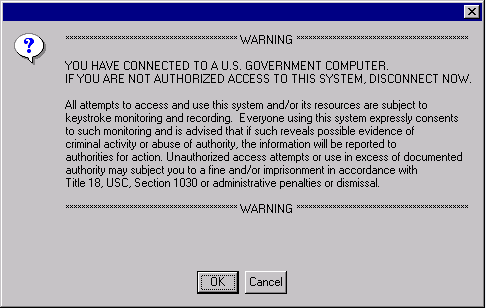 ************************************************ WARNING ************************************************
YOU HAVE CONNECTED TO A U.S. GOVERNMENT COMPUTER.
IF YOU ARE NOT AUTHORIZED ACCESS TO THIS SYSTEM, DISCONNECT NOW.
All attempts to access and use this system and/or its resources are subject to
keystroke monitoring and recording.  Everyone using this system expressly consents
to such monitoring and is advised that if such reveals possible evidence of
criminal activity or abuse of authority, the information will be reported to
authorities for action. Unauthorized access attempts or use in excess of documented
authority may subject you to a fine and/or imprisonment in accordance with
Title 18, USC, Section 1030 or administrative penalties or dismissal.
************************************************ WARNING ************************************************
OK Cancel